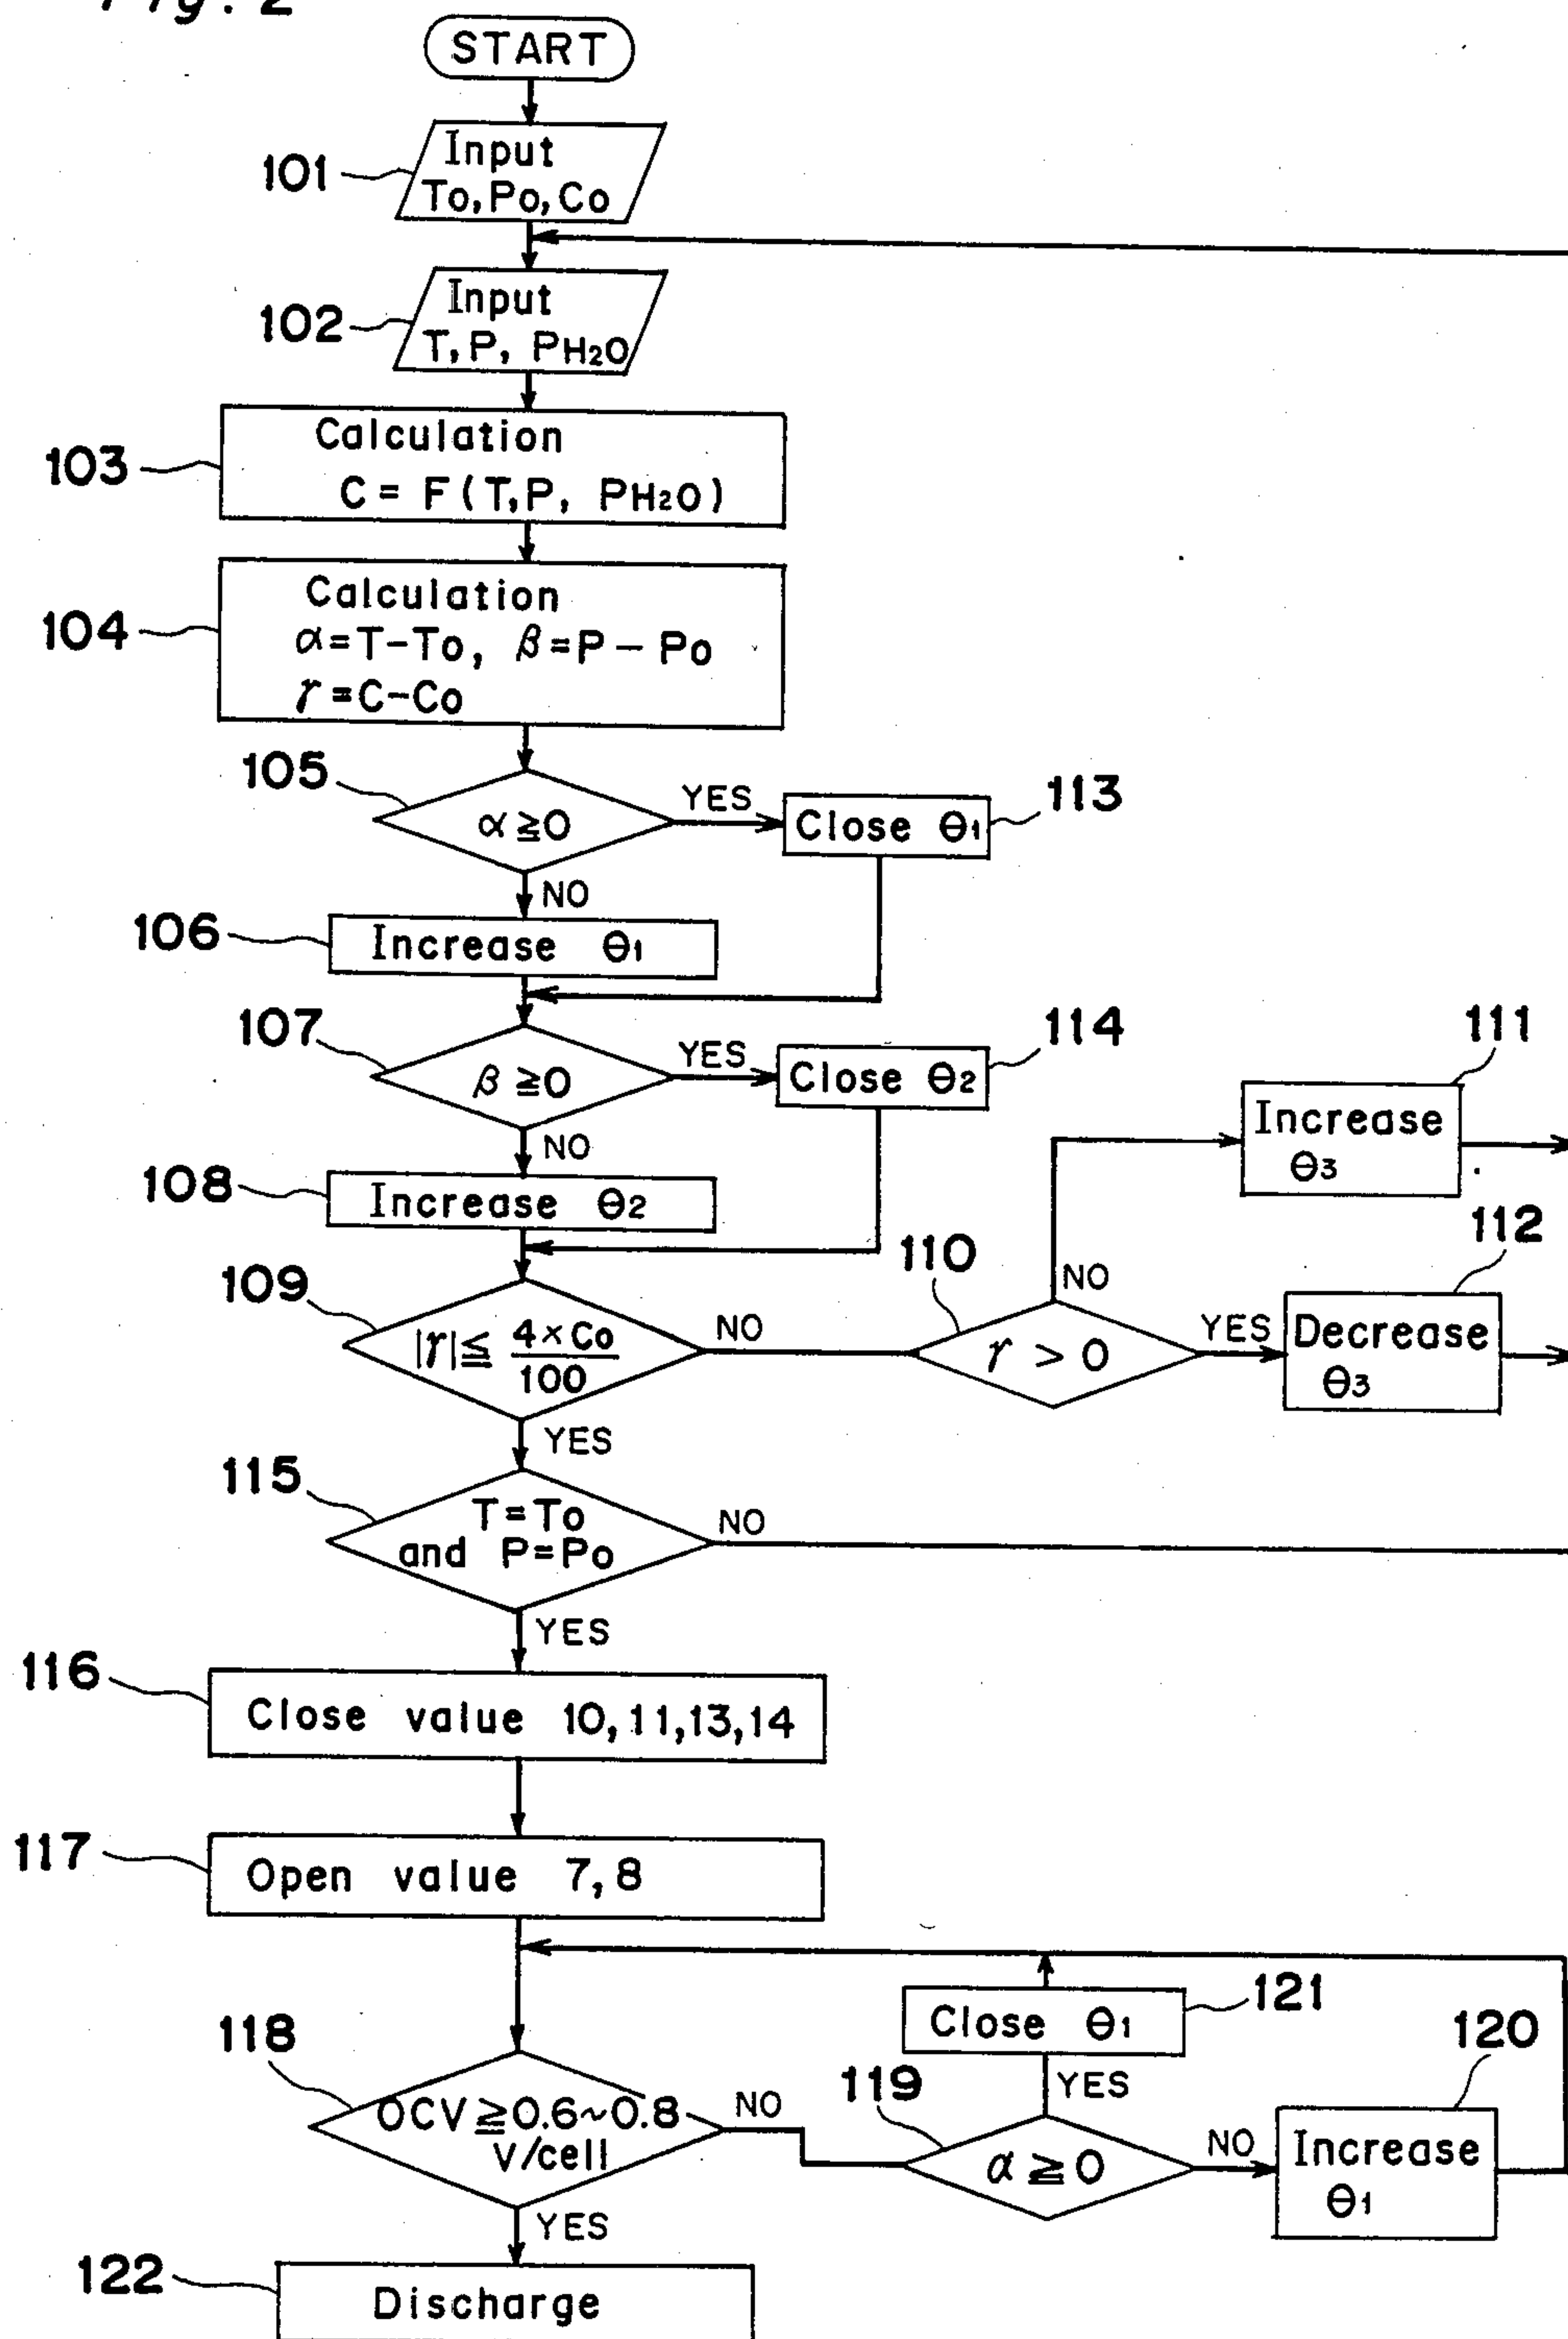 Fig. 2
START
101
Input
To, Po, Co
102
Input
T, P, PH2O
103
Calculation
C = F (T, P, PH2O)
104
Calculation
α=T-To, β=P-Po
γ=C-Co
105
α≧0
YES
Close θ1
113
NO
106
Increase θ1
107
β≧0
YES
Close θ2
114
NO
108
Increase θ2
111
Increase
θ3
109
|γ|≦ 4×Co
100
NO
110
γ > 0
NO
YES
112
Decrease
θ3
YES
115
T=To
and P=Po
NO
YES
116
Close value 10, 11, 13, 14
117
Open value 7, 8
118
OCV≧0.6~0.8
V/cell
NO
119
α≧0
YES
Close θ1
121
NO
120
Increase
θ1
YES
122
Discharge